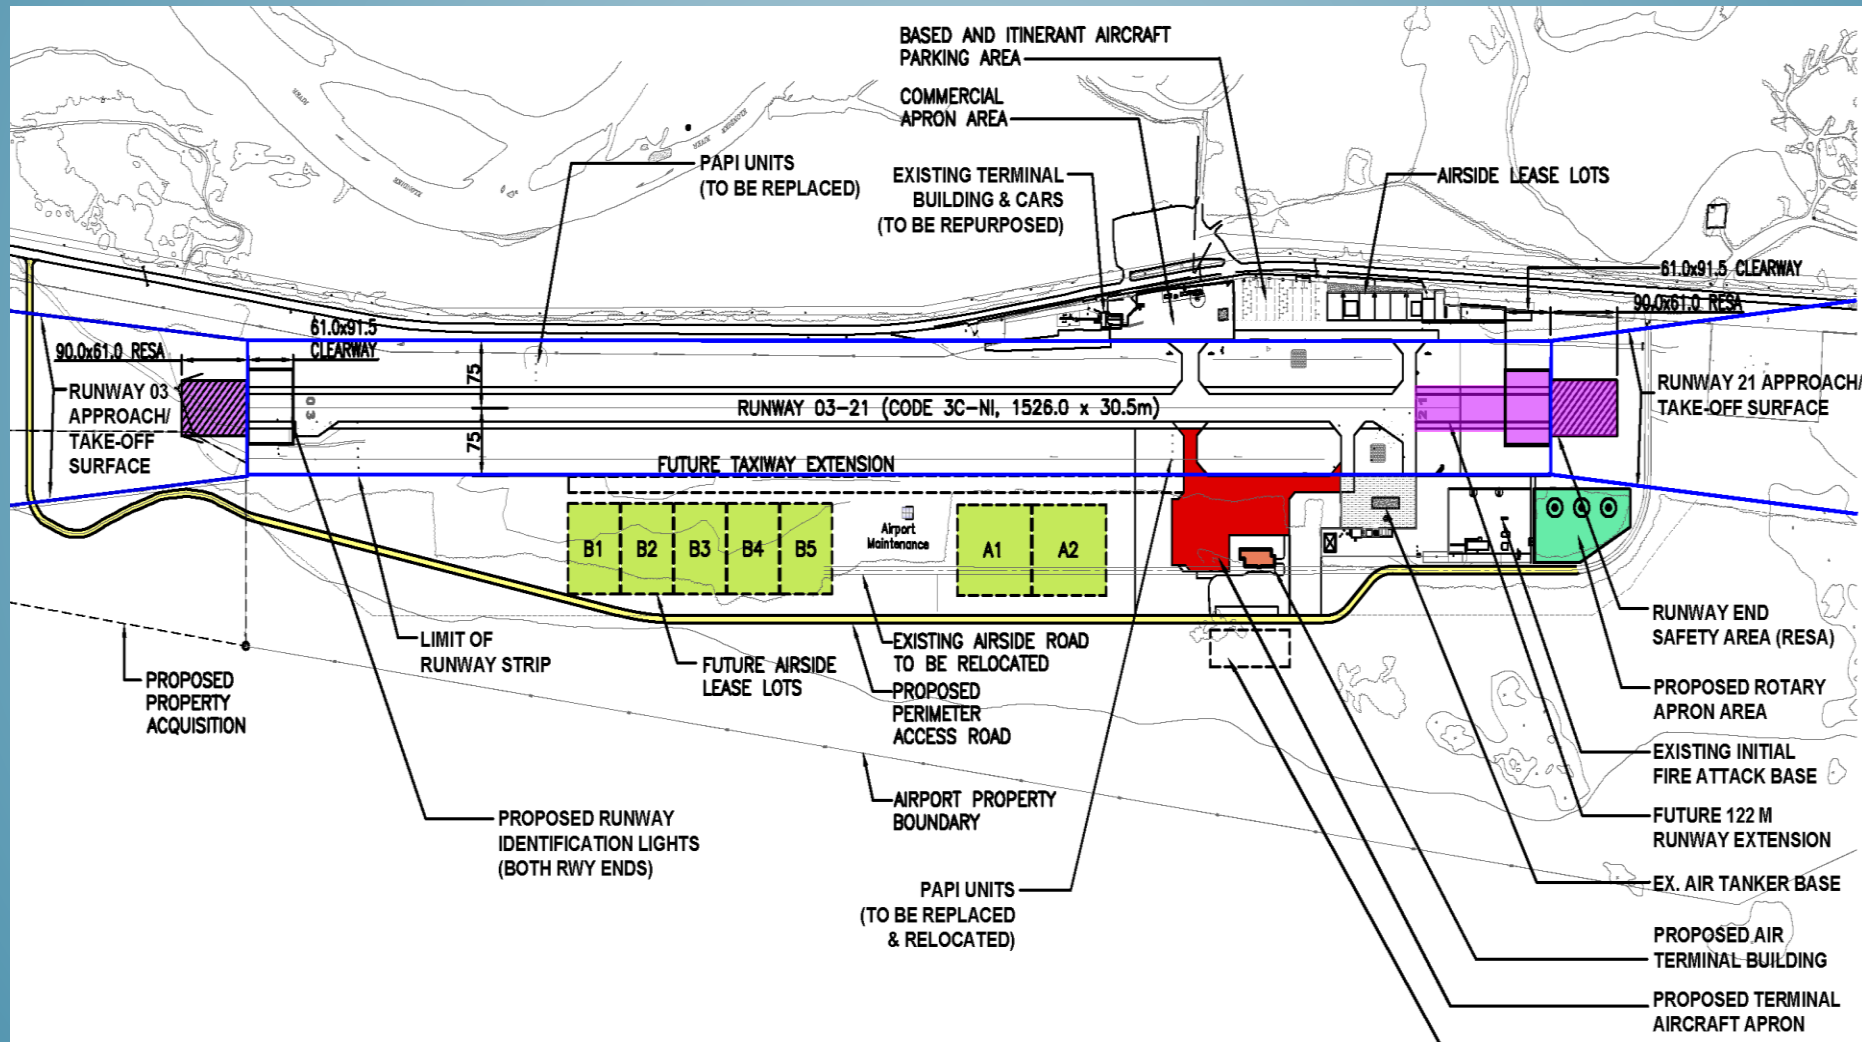 BASED AND ITINERANT AIRCRAFT
PARKING AREA
COMMERCIAL
APRON AREA
PAPI UNITS
(TO BE REPLACED)
EXISTING TERMINAL
BUILDING & CARS
(TO BE REPURPOSED)
AIRSIDE LEASE LOTS
61.0x91.5 CLEARWAY
90.0x61.0 RESA
61.0x91.5
CLEARWAY
90.0x61.0 RESA
RUNWAY 03
APPROACH/
TAKE-OFF
SURFACE
75
75
03
RUNWAY 03-21 (CODE 3C-NI, 1526.0 x 30.5m)
21
RUNWAY 21 APPROACH/
TAKE-OFF SURFACE
FUTURE TAXIWAY EXTENSION
B1
B2
B3
B4
B5
Airport
Maintenance
A1
A2
LIMIT OF
RUNWAY STRIP
FUTURE AIRSIDE
LEASE LOTS
EXISTING AIRSIDE ROAD
TO BE RELOCATED
PROPOSED
PERIMETER
ACCESS ROAD
PROPOSED
PROPERTY
ACQUISITION
RUNWAY END
SAFETY AREA (RESA)
PROPOSED ROTARY
APRON AREA
EXISTING INITIAL
FIRE ATTACK BASE
FUTURE 122 M
RUNWAY EXTENSION
AIRPORT PROPERTY
BOUNDARY
PROPOSED RUNWAY
IDENTIFICATION LIGHTS
(BOTH RWY ENDS)
PAPI UNITS
(TO BE REPLACED
& RELOCATED)
EX. AIR TANKER BASE
PROPOSED AIR
TERMINAL BUILDING
PROPOSED TERMINAL
AIRCRAFT APRON